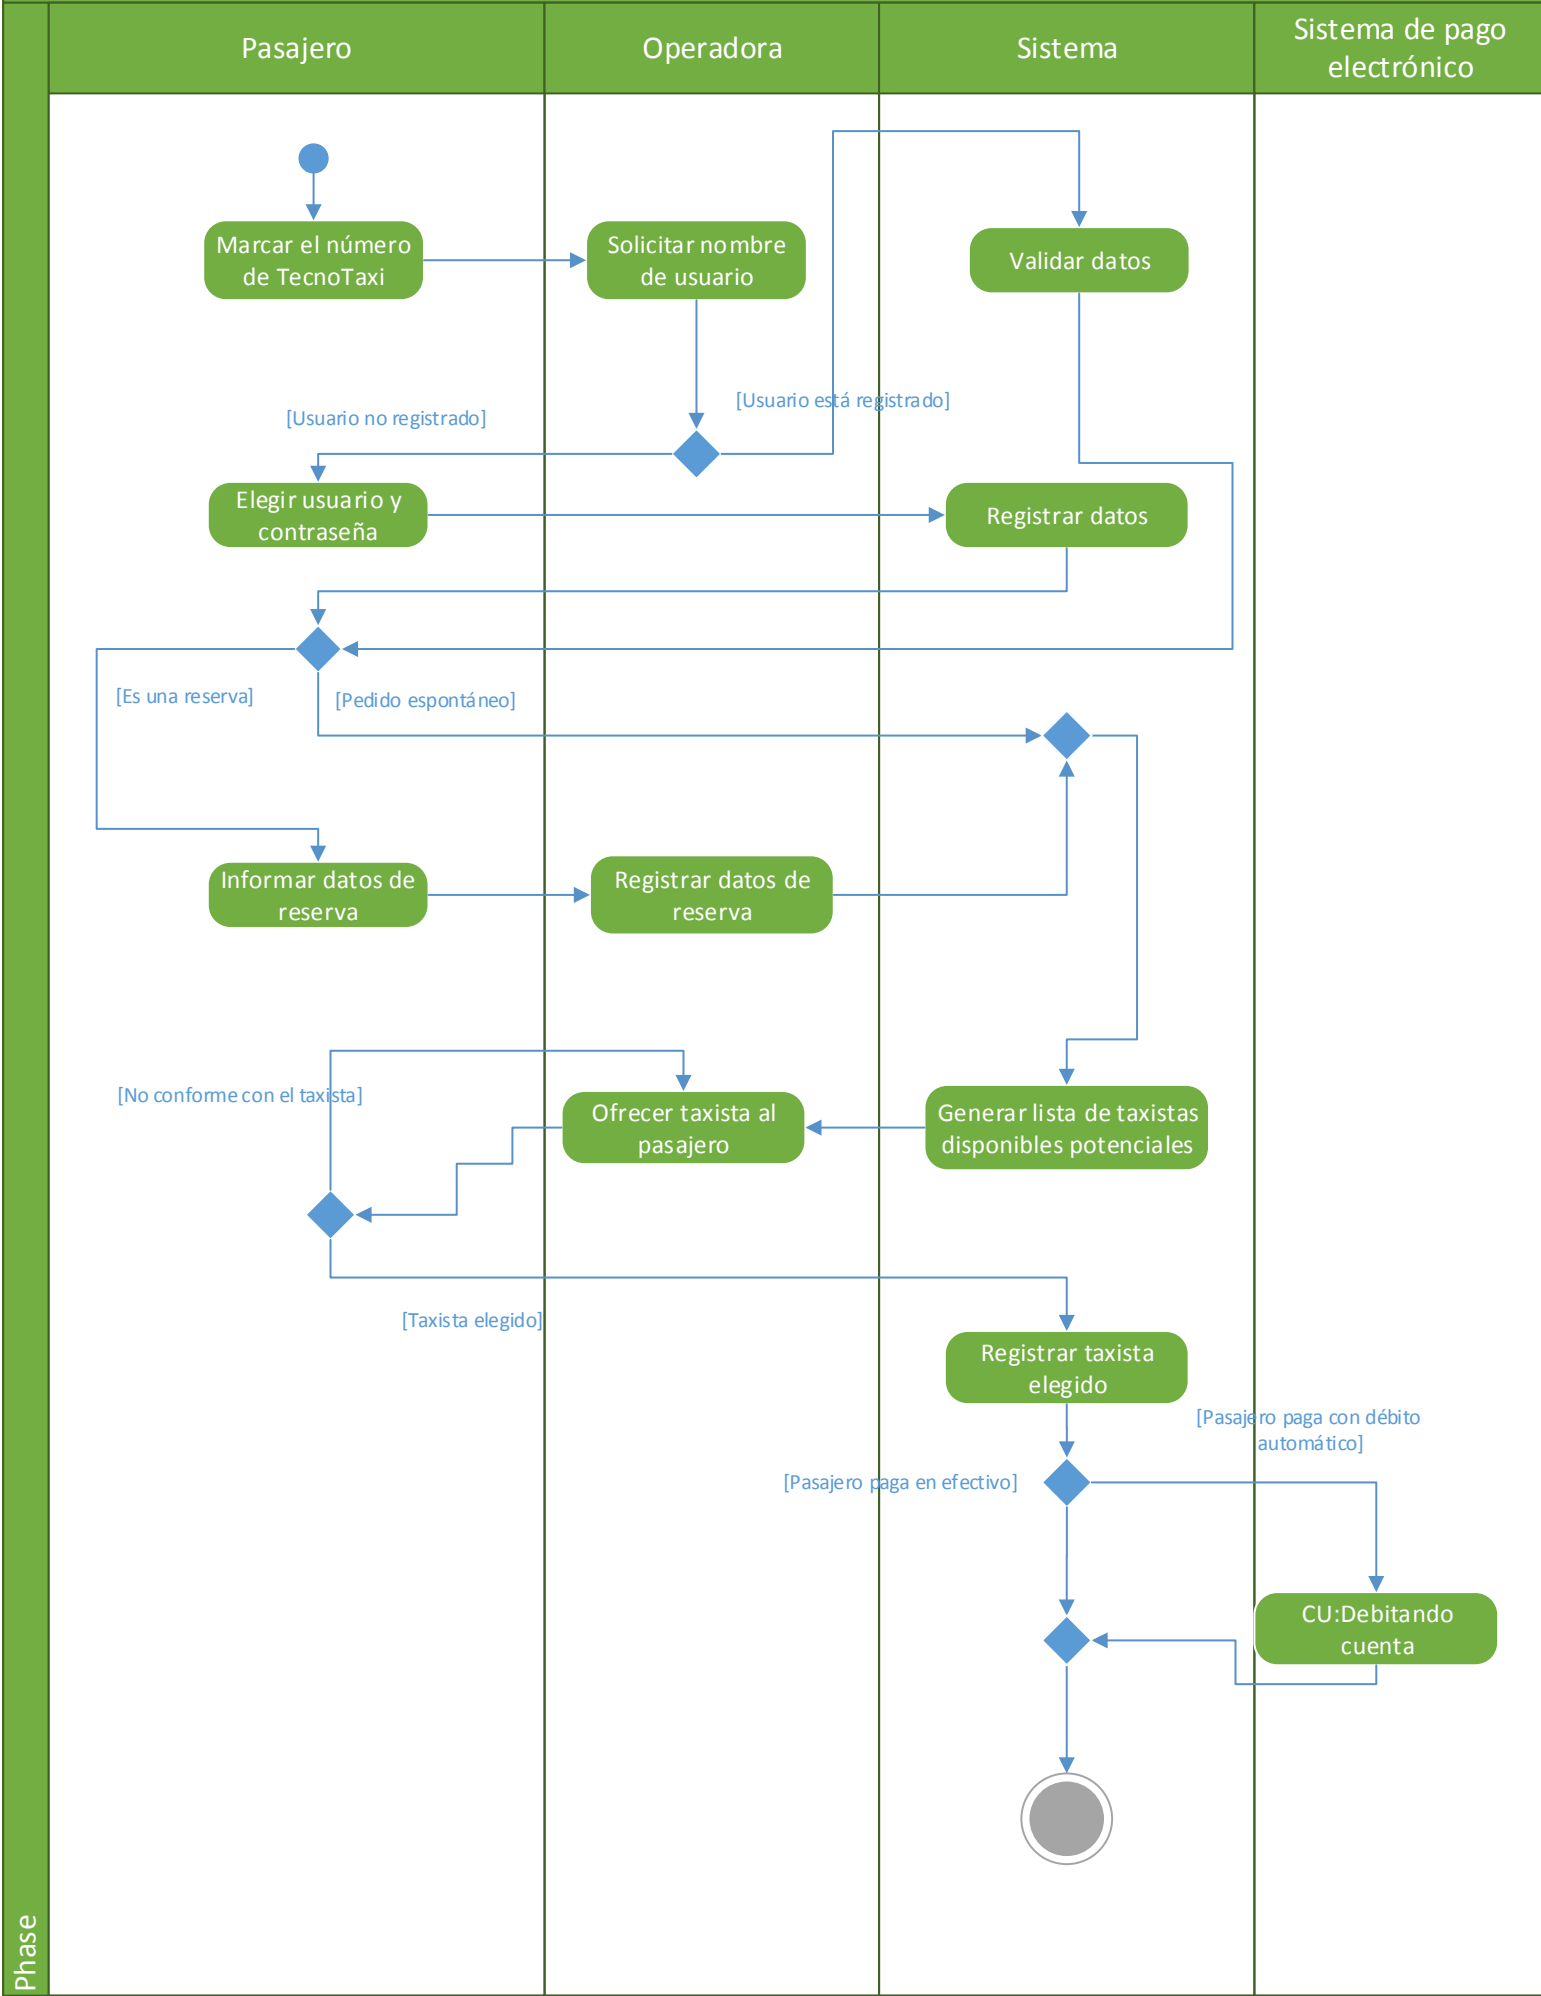 Pasajero
Operadora
Sistema
Sistema de pago
electrónico
Marcar el número
de TecnoTaxi
Solicitar nombre
de usuario
Validar datos
[Usuario está registrado]
[Usuario no registrado]
Elegir usuario y
contraseña
Registrar datos
[Es una reserva]
[Pedido espontáneo]
Informar datos de
reserva
Registrar datos de
reserva
[No conforme con el taxista]
Ofrecer taxista al
pasajero
Generar lista de taxistas
disponibles potenciales
[Taxista elegido]
Registrar taxista
elegido
[Pasajero paga con débito
automático]
[Pasajero paga en efectivo]
CU:Debitando
cuenta
Phase